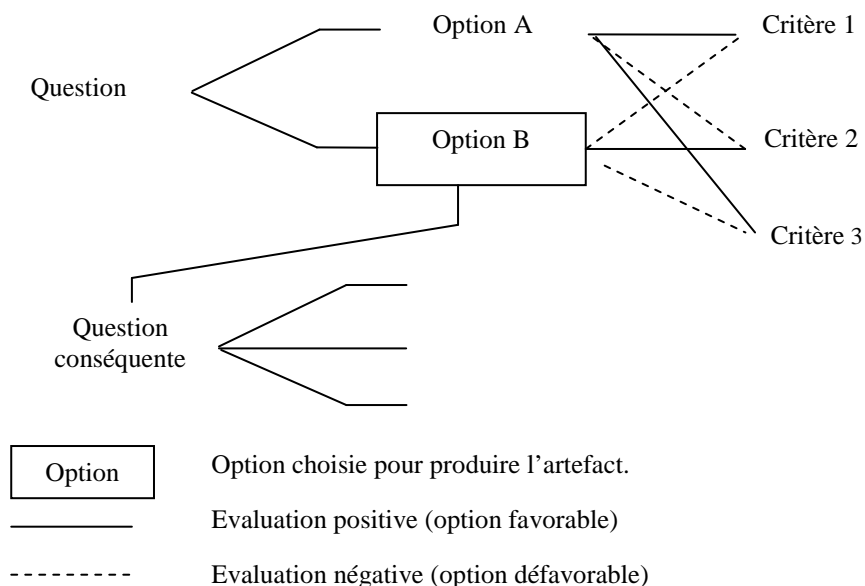 Option A
Critère 1
Question
Option B
Critère 2
Critère 3
Question
conséquente
Option
Option choisie pour produire l’artefact.
Evaluation positive (option favorable)
Evaluation négative (option défavorable)